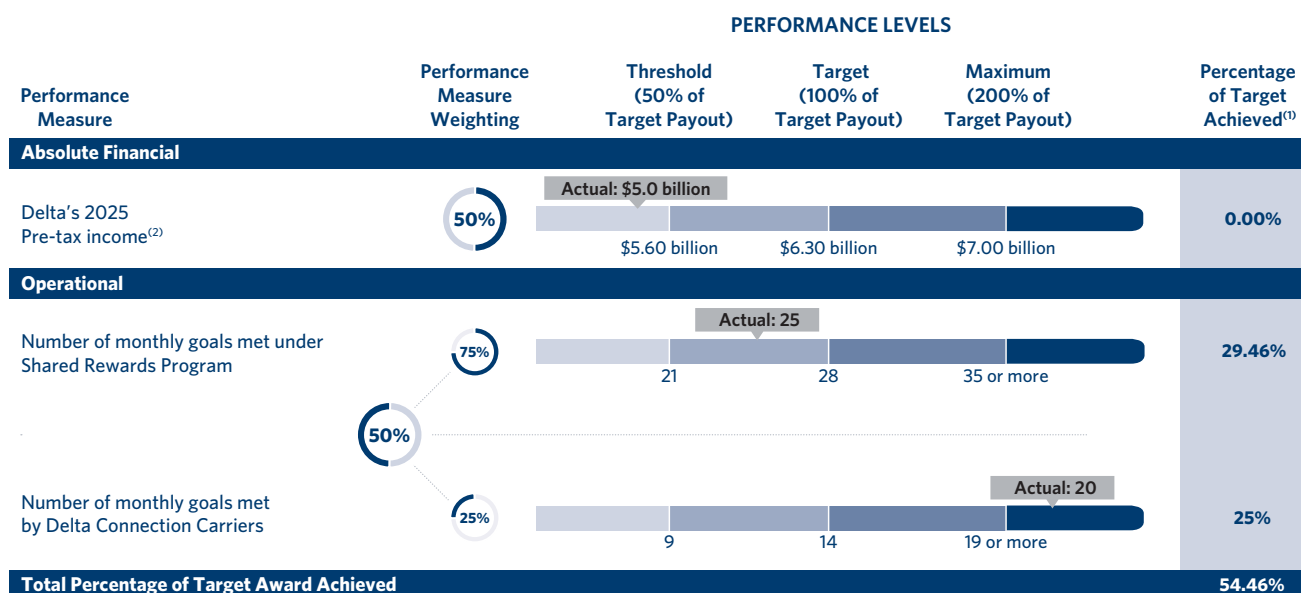 PERFORMANCE LEVELS
Performance
Measure
Performance
Measure
Weighting
Threshold
(50% of
Target Payout)
Target
(100% of
Target Payout)
Maximum
(200% of
Target Payout)
Percentage
of Target
Achieved(1)
Absolute Financial
Delta's 2025
Pre-tax income(2)
50%
Actual: $5.0 billion
$5.60 billion
$6.30 billion
$7.00 billion
0.00%
Operational
Number of monthly goals met under
Shared Rewards Program
75%
Actual: 25
21
28
35 or more
29.46%
50%
Number of monthly goals met
by Delta Connection Carriers
25%
Actual: 20
9
14
19 or more
25%
Total Percentage of Target Award Achieved
54.46%